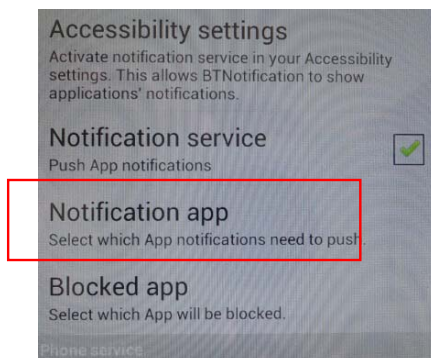 Accessibility settings
Activate notification service in your Accessibility
settings. This allows BTNotification to show
applications' notifications.
Notification service
Push App notifications
Notification app
Select which App notifications need to push.
Blocked app
Select which App will be blocked.
Phone service